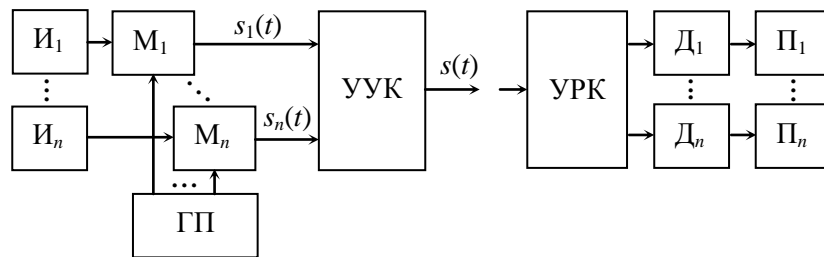 И₁ М₁ s₁(t) s(t) Д₁ П₁
⋮ ⋱ УУК УРК ⋮ ⋮
Иₙ Мₙ sₙ(t) Дₙ Пₙ
...
ГП